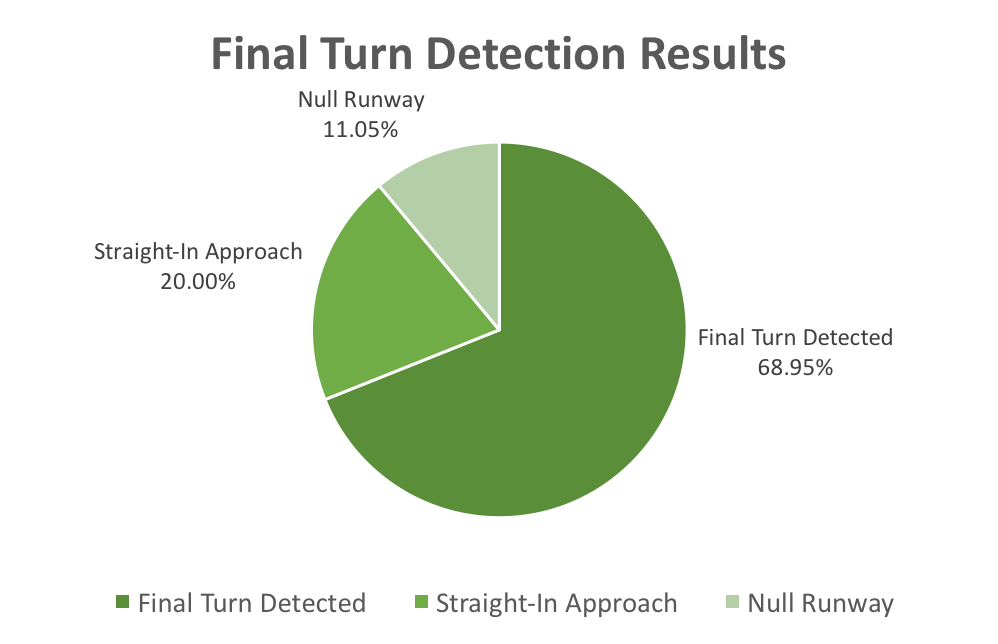 Final Turn Detection Results
Null Runway
11.05%
Straight-In Approach
20.00%
Final Turn Detected
68.95%
Final Turn Detected Straight-In Approach Null Runway